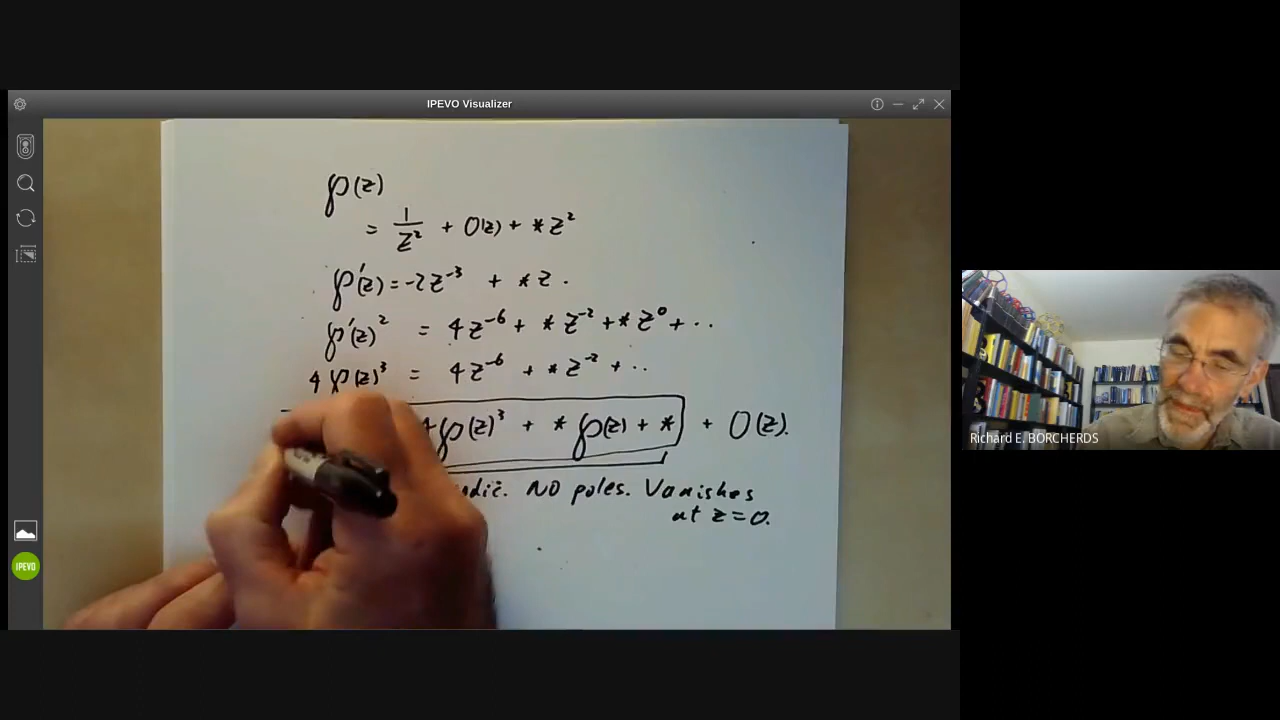 IPEVO Visualizer
℘(z)
= 1/z² + O(z) + * z²
℘'(z) = -2z⁻³ + * z.
℘'(z)² = 4z⁻⁶ + * z⁻² + * z⁰ + ..
4℘(z)³ = 4z⁻⁶ + * z⁻² + ..
℘(z)³ + * ℘(z) + * + O(z).
NO poles. Vanishes
at z=0.
IPEVO
Richard E. BORCHERDS